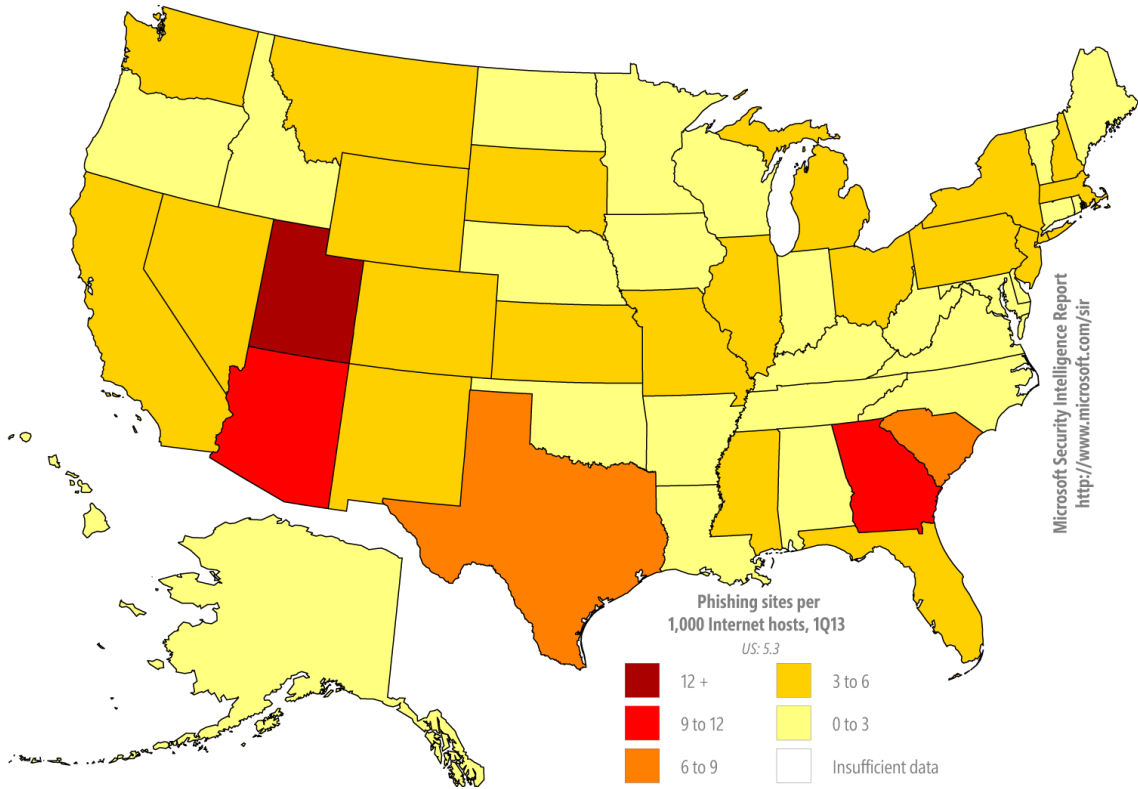 Microsoft Security Intelligence Report
http://www.microsoft.com/sir
Phishing sites per
1,000 Internet hosts, 1Q13
US: 5.3
12 +
3 to 6
9 to 12
0 to 3
6 to 9
Insufficient data